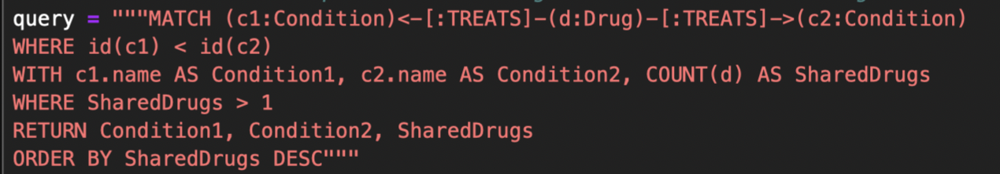 query = """MATCH (c1:Condition)<-[:TREATS]-(d:Drug)-[:TREATS]->(c2:Condition)
WHERE id(c1) < id(c2)
WITH c1.name AS Condition1, c2.name AS Condition2, COUNT(d) AS SharedDrugs
WHERE SharedDrugs > 1
RETURN Condition1, Condition2, SharedDrugs
ORDER BY SharedDrugs DESC"""